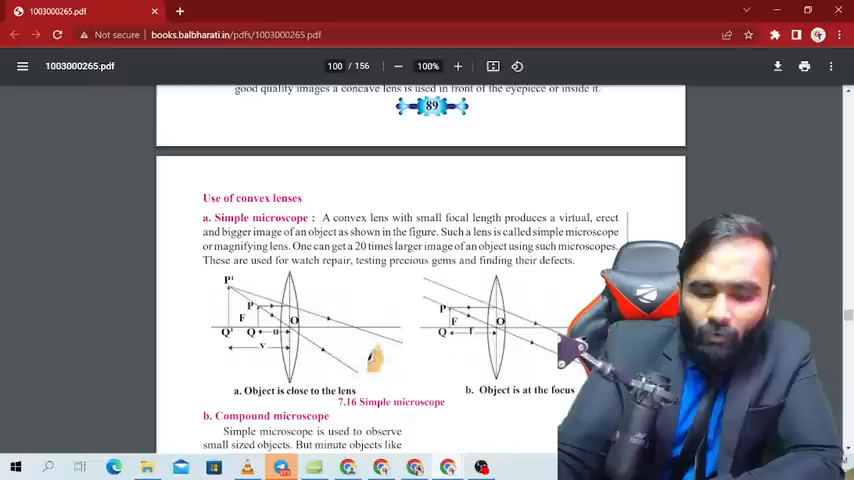 1003000265.pdf
Not secure | books.balbharati.in/pdfs/1003000265.pdf
1003000265.pdf
100 / 156
100%
good quality images a concave lens is used in front of the eyepiece or inside it.
89
Use of convex lenses
a. Simple microscope : A convex lens with small focal length produces a virtual, erect
and bigger image of an object as shown in the figure. Such a lens is called simple microscope
or magnifying lens. One can get a 20 times larger image of an object using such microscopes.
These are used for watch repair, testing precious gems and finding their defects.
P¹ P F O Q¹ Q u v
P F O Q f
a. Object is close to the lens
b. Object is at the focus
7.16 Simple microscope
b. Compound microscope
Simple microscope is used to observe
small sized objects. But minute objects like